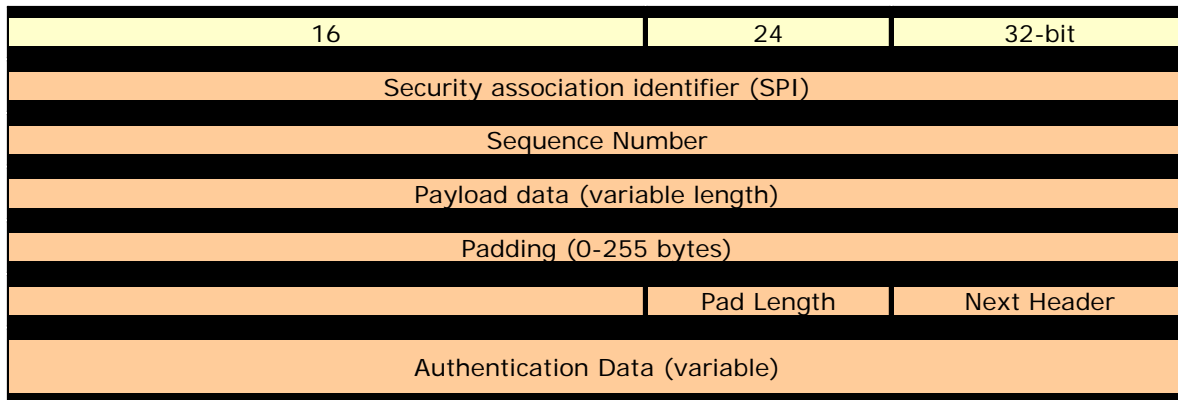 16 24 32-bit
Security association identifier (SPI)
Sequence Number
Payload data (variable length)
Padding (0-255 bytes)
Pad Length Next Header
Authentication Data (variable)